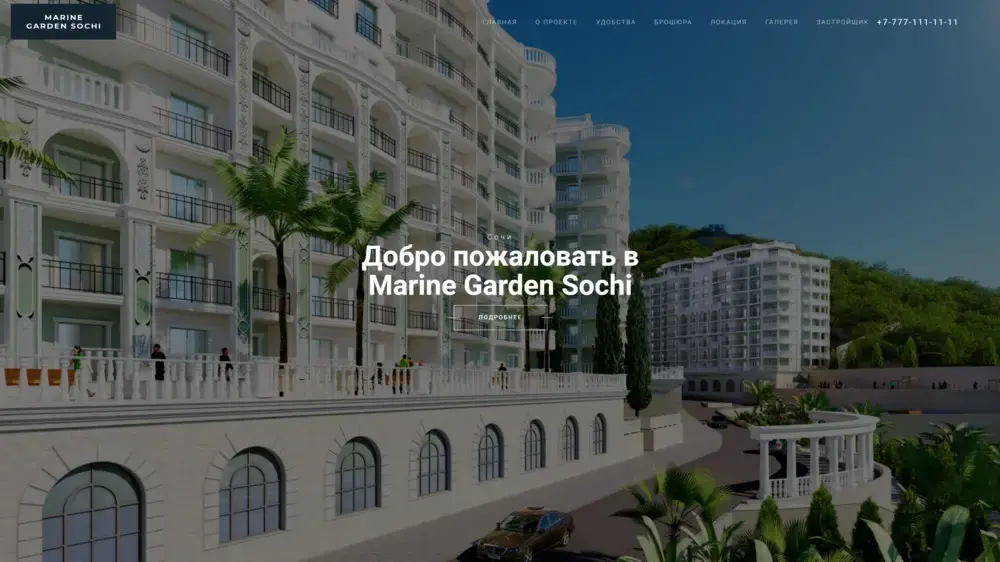 MARINE
GARDEN SOCHI
ГЛАВНАЯ О ПРОЕКТЕ УДОБСТВА БРОШЮРА ЛОКАЦИЯ ГАЛЕРЕЯ ЗАСТРОЙЩИК +7-777-111-11-11
Сочи
Добро пожаловать в
Marine Garden Sochi
ПОДРОБНЕЕ